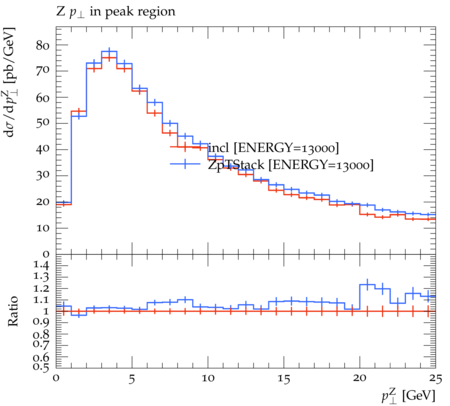 Z p⊥ in peak region
dσ/dp⊥^Z [pb/GeV]
80
70
60
50
40
30
20
10
0
incl [ENERGY=13000]
ZpTStack [ENERGY=13000]
Ratio
1.4
1.3
1.2
1.1
1
0.9
0.8
0.7
0.6
0.5
0 5 10 15 20 25
p⊥^Z [GeV]